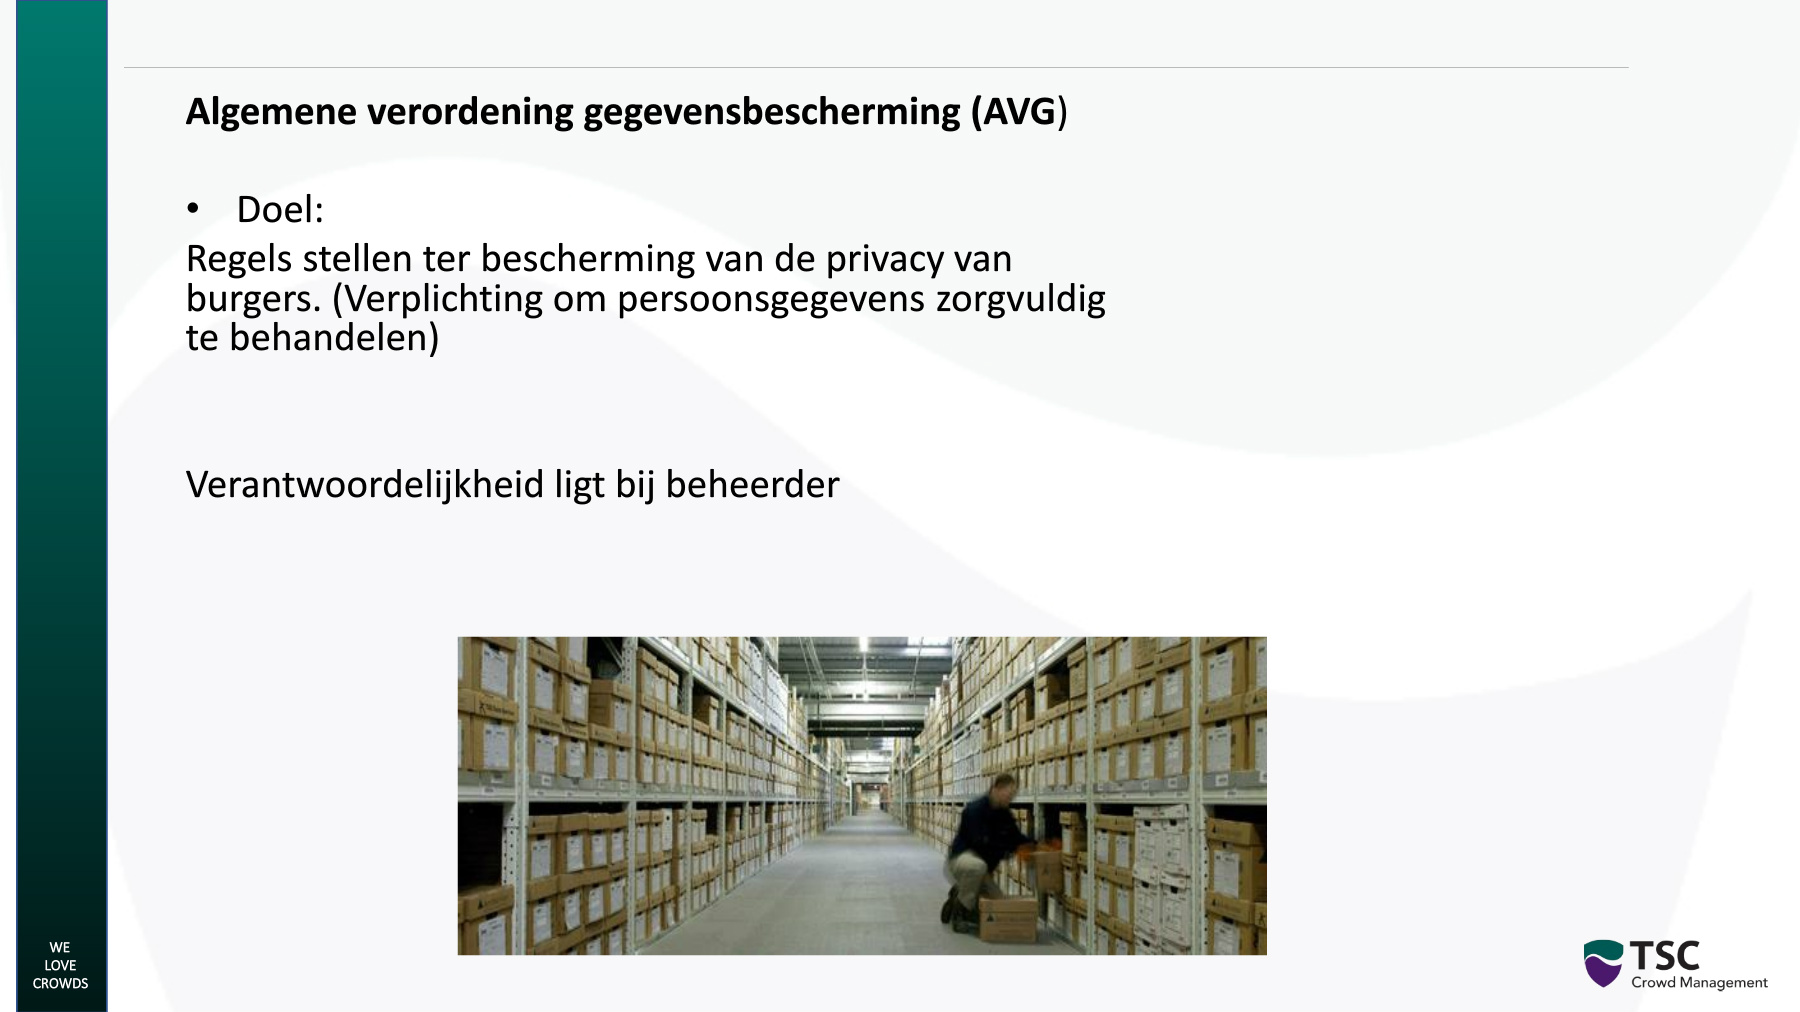 Algemene verordening gegevensbescherming (AVG)
• Doel:
Regels stellen ter bescherming van de privacy van
burgers. (Verplichting om persoonsgegevens zorgvuldig
te behandelen)
Verantwoordelijkheid ligt bij beheerder
WE
LOVE
CROWDS
TSC
Crowd Management